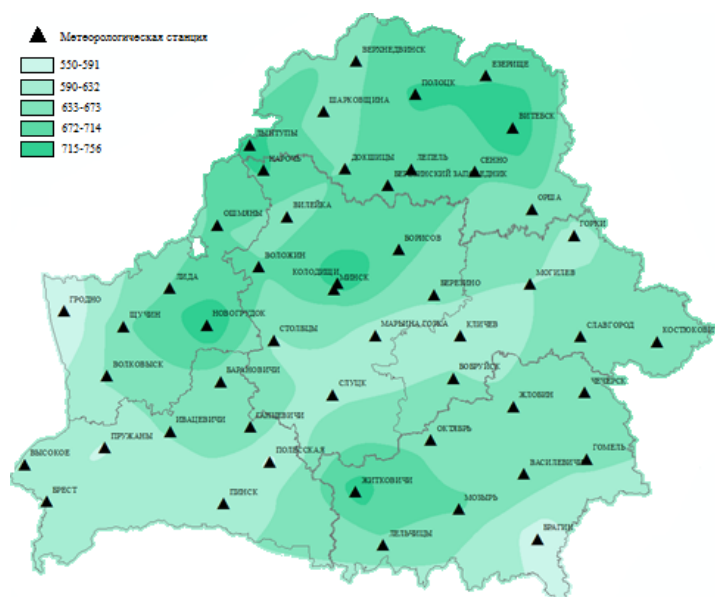 Метеорологическая станция
550-591
590-632
633-673
672-714
715-756
ВЕРХНЕДВИНСК
ЕЗЕРИЩЕ
ПОЛОЦК
ШАРКОВЩИНА
ВИТЕБСК
ЛЫНТУПЫ
НАРОЧЬ
ДОКШИЦЫ
ЛЕПЕЛЬ
СЕННО
БЕРЕЗИНСКИЙ ЗАПОВЕДНИК
ВИЛЕЙКА
ОРША
ОШМЯНЫ
ГОРКИ
БОРИСОВ
ВОЛОЖИН
КОЛОДИЩИ
МИНСК
МОГИЛЕВ
ЛИДА
БЕРЕЗИНО
ГРОДНО
ЩУЧИН
НОВОГРУДОК
СТОЛБЦЫ
МАРЬИНА ГОРКА
КЛИЧЕВ
СЛАВГОРОД
КОСТЮКОВИ
ВОЛКОВЫСК
БАРАНОВИЧИ
БОБРУЙСК
СЛУЦК
ЖЛОБИН
ЧЕЧЕРСК
ИВАЦЕВИЧИ
ГАНЦЕВИЧИ
ОКТЯБРЬ
ПРУЖАНЫ
ВЫСОКОЕ
ПОЛЕССКАЯ
ГОМЕЛЬ
ВАСИЛЕВИЧИ
ЖИТКОВИЧИ
БРЕСТ
ПИНСК
МОЗЫРЬ
БРАГИН
ЛЕЛЬЧИЦЫ